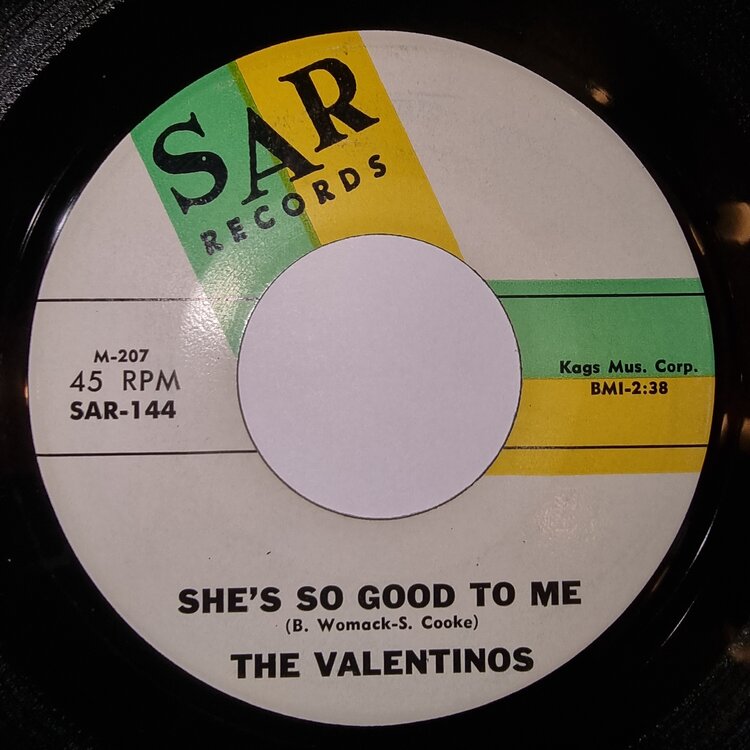 SAR
RECORDS
M-207
45 RPM
SAR-144
Kags Mus. Corp.
BMI-2:38
SHE'S SO GOOD TO ME
(B. Womack-S. Cooke)
THE VALENTINOS